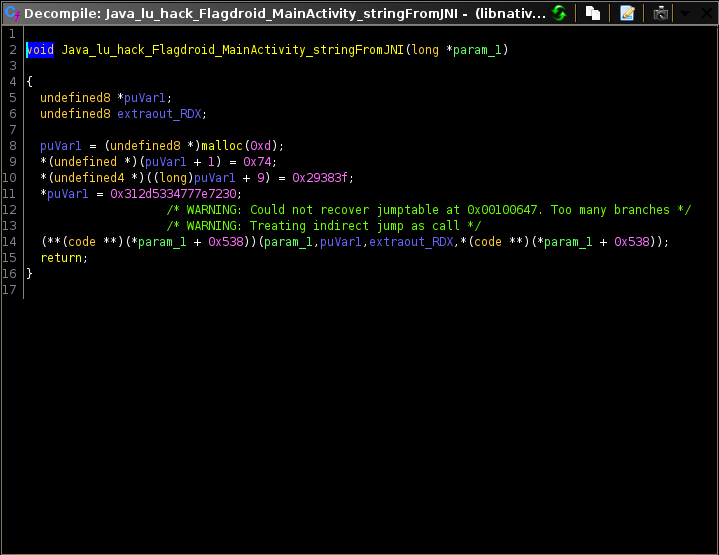 Decompile: Java_lu_hack_Flagdroid_MainActivity_stringFromJNI - (libnativ...
1
2 void Java_lu_hack_Flagdroid_MainActivity_stringFromJNI(long *param_1)
3
4 {
5 undefined8 *puVar1;
6 undefined8 extraout_RDX;
7
8 puVar1 = (undefined8 *)malloc(0xd);
9 *(undefined *)(puVar1 + 1) = 0x74;
10 *(undefined4 *)((long)puVar1 + 9) = 0x29383f;
11 *puVar1 = 0x312d5334777e7230;
12 /* WARNING: Could not recover jumptable at 0x00100647. Too many branches */
13 /* WARNING: Treating indirect jump as call */
14 (**(code **)(*param_1 + 0x538))(param_1,puVar1,extraout_RDX,*(code **)(*param_1 + 0x538));
15 return;
16 }
17